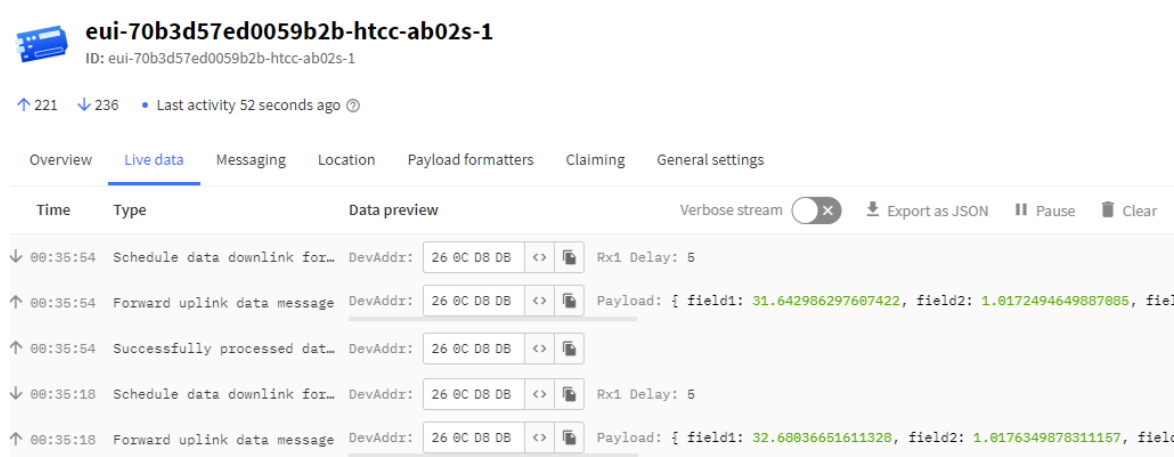 eui-70b3d57ed0059b2b-htcc-ab02s-1
ID: eui-70b3d57ed0059b2b-htcc-ab02s-1
↑ 221 ↓ 236 • Last activity 52 seconds ago
Overview Live data Messaging Location Payload formatters Claiming General settings
Time Type Data preview Verbose stream Export as JSON Pause Clear
↓ 00:35:54 Schedule data downlink for… DevAddr: 26 0C D8 DB <> Rx1 Delay: 5
↑ 00:35:54 Forward uplink data message DevAddr: 26 0C D8 DB <> Payload: { field1: 31.642986297607422, field2: 1.0172494649887085, fiel
↑ 00:35:54 Successfully processed dat… DevAddr: 26 0C D8 DB <>
↓ 00:35:18 Schedule data downlink for… DevAddr: 26 0C D8 DB <> Rx1 Delay: 5
↑ 00:35:18 Forward uplink data message DevAddr: 26 0C D8 DB <> Payload: { field1: 32.68036651611328, field2: 1.0176349878311157, field